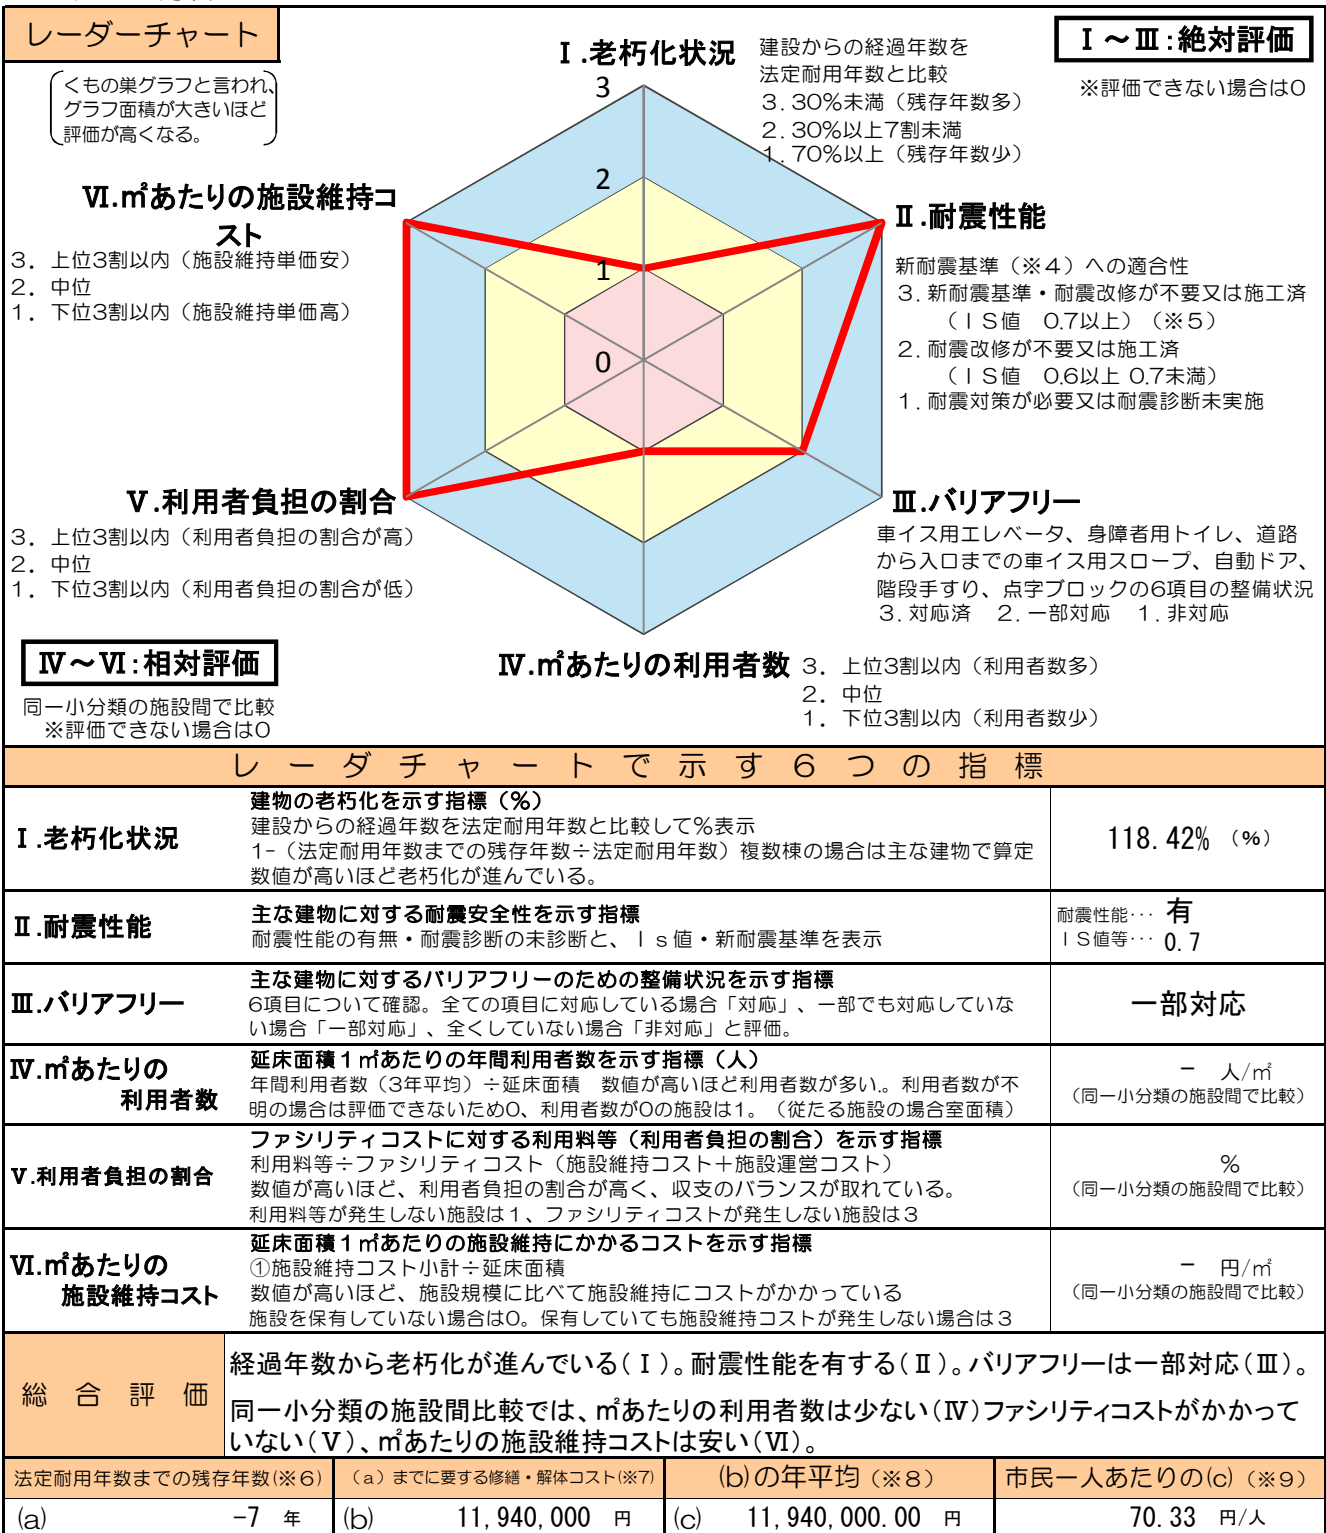 レーダーチャート
くもの巣グラフと言われ、
グラフ面積が大きいほど
評価が高くなる。
Ⅰ.老朽化状況
建設からの経過年数を
法定耐用年数と比較
3.30%未満（残存年数多）
2.30%以上7割未満
1.70%以上（残存年数少）
Ⅰ～Ⅲ:絶対評価
※評価できない場合は0
3
2
1
0
Ⅵ.㎡あたりの施設維持コ
スト
3. 上位3割以内（施設維持単価安）
2. 中位
1. 下位3割以内（施設維持単価高）
Ⅱ.耐震性能
新耐震基準（※4）への適合性
3.新耐震基準・耐震改修が不要又は施工済
（ＩＳ値　0.7以上）（※5）
2.耐震改修が不要又は施工済
（ＩＳ値　0.6以上 0.7未満）
1.耐震対策が必要又は耐震診断未実施
Ⅴ.利用者負担の割合
3. 上位3割以内（利用者負担の割合が高）
2. 中位
1. 下位3割以内（利用者負担の割合が低）
Ⅲ.バリアフリー
車イス用エレベータ、身障者用トイレ、道路
から入口までの車イス用スロープ、自動ドア、
階段手すり、点字ブロックの6項目の整備状況
3.対応済　2.一部対応　1.非対応
Ⅳ～Ⅵ:相対評価
同一小分類の施設間で比較
※評価できない場合は0
Ⅳ.㎡あたりの利用者数
3. 上位3割以内（利用者数多）
2. 中位
1. 下位3割以内（利用者数少）
レーダチャートで示す6つの指標
Ⅰ.老朽化状況
建物の老朽化を示す指標（%）
建設からの経過年数を法定耐用年数と比較して%表示
1-（法定耐用年数までの残存年数÷法定耐用年数）複数棟の場合は主な建物で算定
数値が高いほど老朽化が進んでいる。
118.42% （%）
Ⅱ.耐震性能
主な建物に対する耐震安全性を示す指標
耐震性能の有無・耐震診断の未診断と、Ｉｓ値・新耐震基準を表示
耐震性能… 有
ＩＳ値等… 0.7
Ⅲ.バリアフリー
主な建物に対するバリアフリーのための整備状況を示す指標
6項目について確認。全ての項目に対応している場合「対応」、一部でも対応していな
い場合「一部対応」、全くしていない場合「非対応」と評価。
一部対応
Ⅳ.㎡あたりの
利用者数
延床面積1㎡あたりの年間利用者数を示す指標（人）
年間利用者数（3年平均）÷延床面積　数値が高いほど利用者数が多い。利用者数が不
明の場合は評価できないため0、利用者数が0の施設は1。（従たる施設の場合室面積）
－ 人/㎡
（同一小分類の施設間で比較）
Ⅴ.利用者負担の割合
ファシリティコストに対する利用料等（利用者負担の割合）を示す指標
利用料等÷ファシリティコスト（施設維持コスト＋施設運営コスト）
数値が高いほど、利用者負担の割合が高く、収支のバランスが取れている。
利用料等が発生しない施設は1、ファシリティコストが発生しない施設は3
%
（同一小分類の施設間で比較）
Ⅵ.㎡あたりの
施設維持コスト
延床面積1㎡あたりの施設維持にかかるコストを示す指標
①施設維持コスト小計÷延床面積
数値が高いほど、施設規模に比べて施設維持にコストがかかっている
施設を保有していない場合は0。保有していても施設維持コストが発生しない場合は3
－ 円/㎡
（同一小分類の施設間で比較）
総合評価
経過年数から老朽化が進んでいる(Ⅰ)。耐震性能を有する(Ⅱ)。バリアフリーは一部対応(Ⅲ)。
同一小分類の施設間比較では、㎡あたりの利用者数は少ない(Ⅳ)ファシリティコストがかかって
いない(Ⅴ)、㎡あたりの施設維持コストは安い(Ⅵ)。
法定耐用年数までの残存年数(※6)
（a）までに要する修繕・解体コスト(※7)
(b)の年平均（※8）
市民一人あたりの(c)（※9）
(a) -7 年
(b) 11,940,000 円
(c) 11,940,000.00 円
70.33 円/人